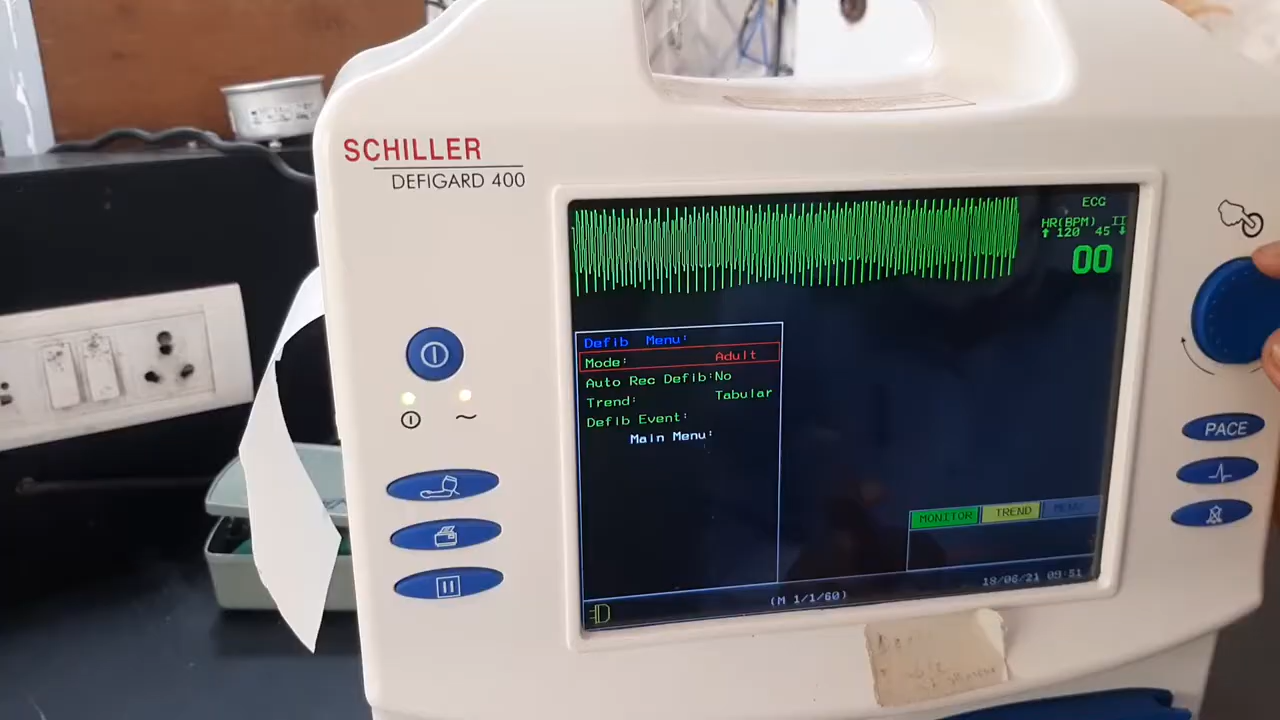 SCHILLER
DEFIGARD 400
ECG
HR(BPM) II
↑ 120 45 ↓
00
Defib Menu:
Mode: Adult
Auto Rec Defib:No
Trend: Tabular
Defib Event:
Main Menu:
PACE
MONITOR TREND MENU
18/06/21 09:51
(M 1/1/60)